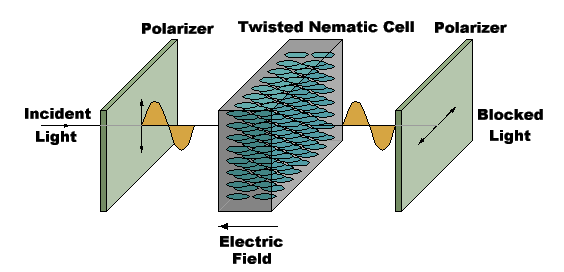 Polarizer
Twisted Nematic Cell
Polarizer
Incident
Light
Blocked
Light
Electric
Field